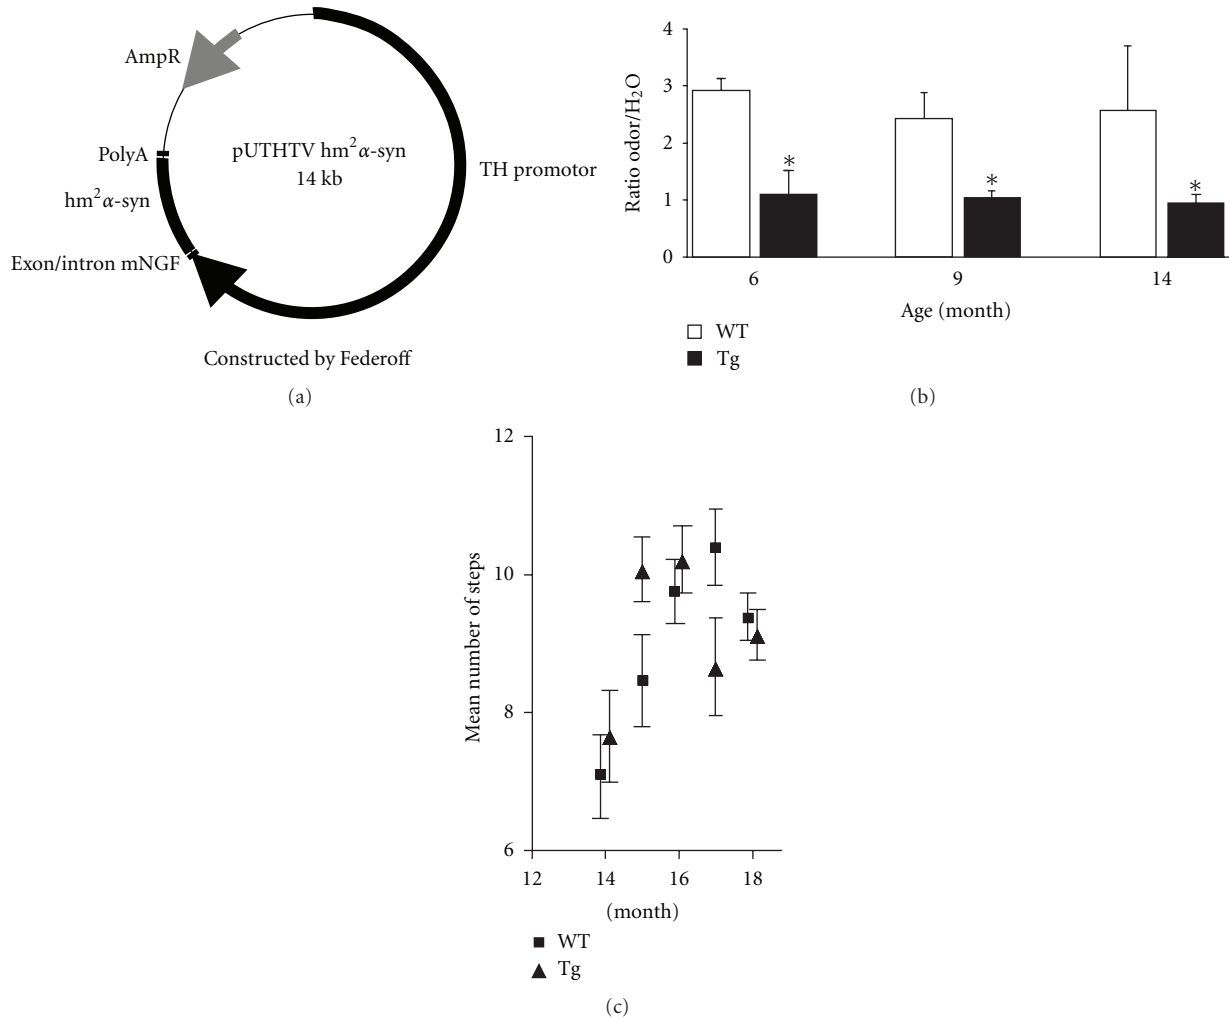 AmpR
PolyA
hm²α-syn
Exon/intron mNGF
pUTHTV hm²α-syn
14 kb
TH promotor
Constructed by Federoff
(a)
4
3
2
1
0
Ratio odor/H₂O
*
*
*
6 9 14
Age (month)
WT
Tg
(b)
12
10
8
6
Mean number of steps
12 14 16 18
(month)
WT
Tg
(c)